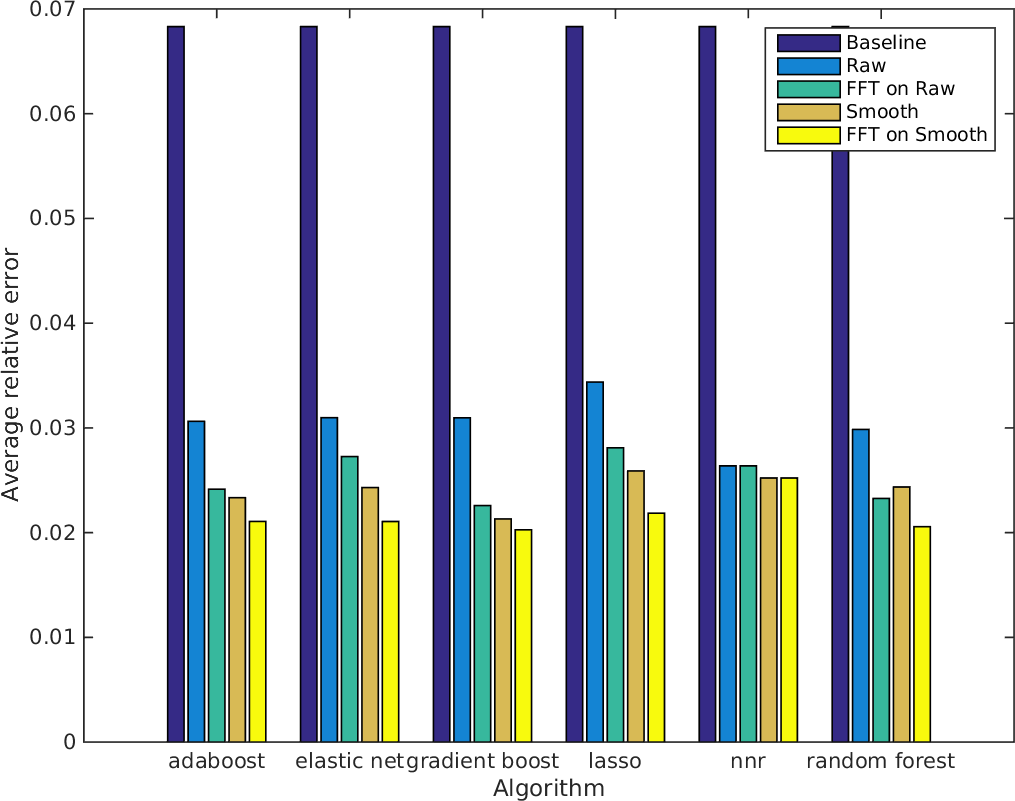 0.07
0.06
0.05
0.04
0.03
0.02
0.01
0
Average relative error
Baseline
Raw
FFT on Raw
Smooth
FFT on Smooth
adaboost elastic net gradient boost lasso nnr random forest
Algorithm